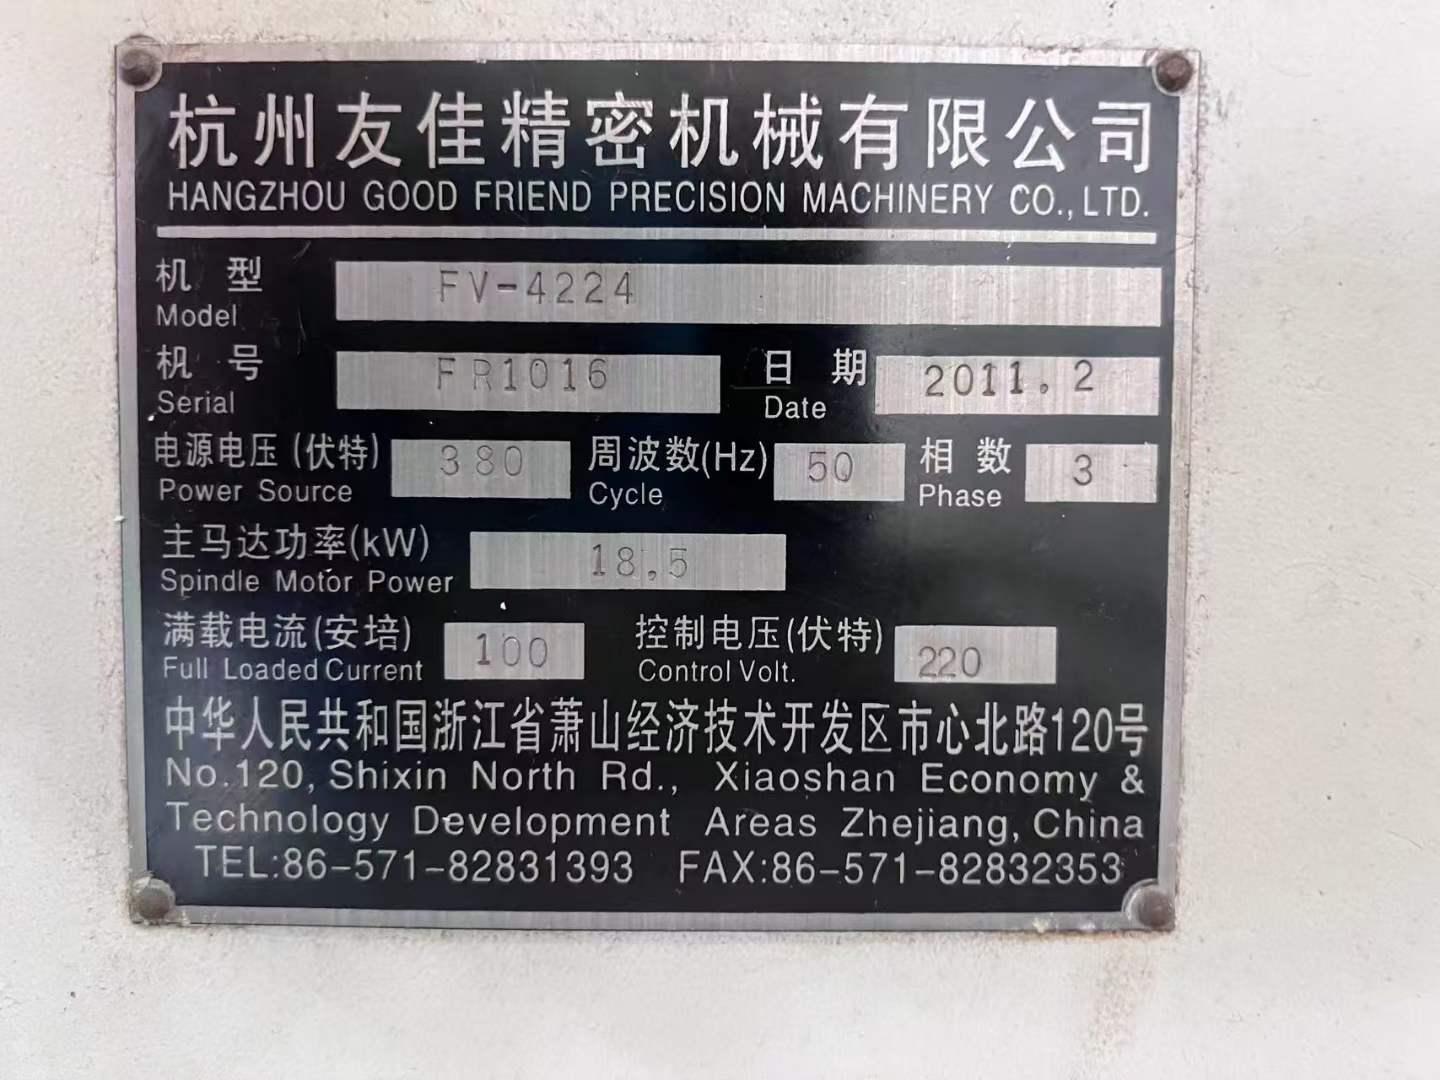 杭州友佳精密机械有限公司
HANGZHOU GOOD FRIEND PRECISION MACHINERY CO., LTD.
机 型 FV-4224
Model
机 号 FR1016 日 期 2011.2
Serial Date
电源电压(伏特) 380 周波数(Hz) 50 相 数 3
Power Source Cycle Phase
主马达功率(kW) 18.5
Spindle Motor Power
满载电流(安培) 100 控制电压(伏特) 220
Full Loaded Current Control Volt.
中华人民共和国浙江省萧山经济技术开发区市心北路120号
No.120, Shixin North Rd., Xiaoshan Economy &
Technology Development Areas Zhejiang, China
TEL:86-571-82831393 FAX:86-571-82832353